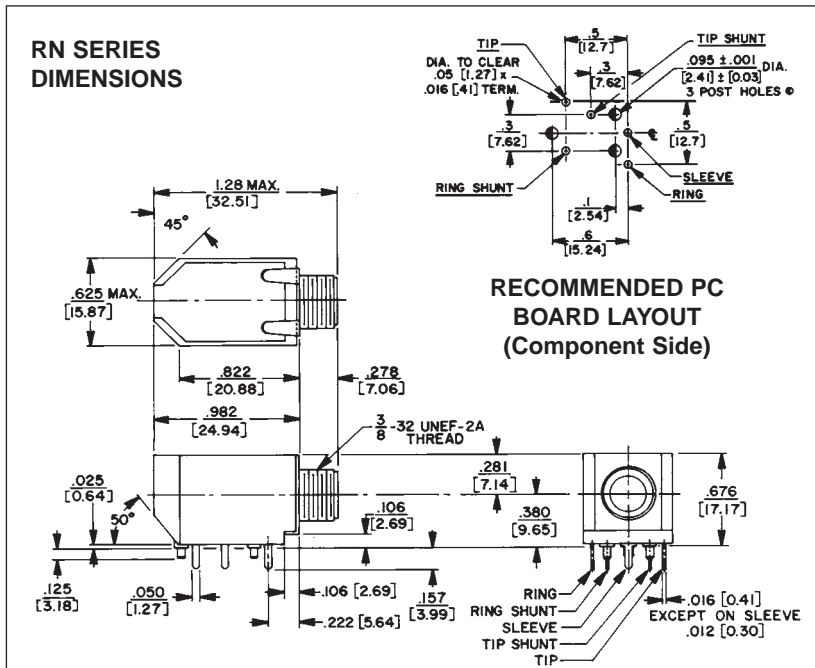 RN SERIES
DIMENSIONS
TIP
.5
[12.7]
TIP SHUNT
DIA. TO CLEAR
.05 [1.27] x
.016 [.41] TERM.
.3
[7.62]
.095 ±.001 DIA.
[2.41] ± [0.03]
3 POST HOLES
.3
[7.62]
.5
[12.7]
RING SHUNT
SLEEVE
RING
.1
[2.54]
.6
[15.24]
1.28 MAX.
[32.51]
45°
.625 MAX.
[15.87]
RECOMMENDED PC
BOARD LAYOUT
(Component Side)
.822
[20.88]
.278
[7.06]
.982
[24.94]
3/8-32 UNEF-2A
THREAD
.025
[0.64]
.281
[7.14]
.676
[17.17]
50°
.106
[2.69]
.380
[9.65]
.125
[3.18]
.050
[1.27]
.106 [2.69]
.222 [5.64]
.157
[3.99]
RING
RING SHUNT
SLEEVE
TIP SHUNT
TIP
.016 [0.41]
EXCEPT ON SLEEVE
.012 [0.30]